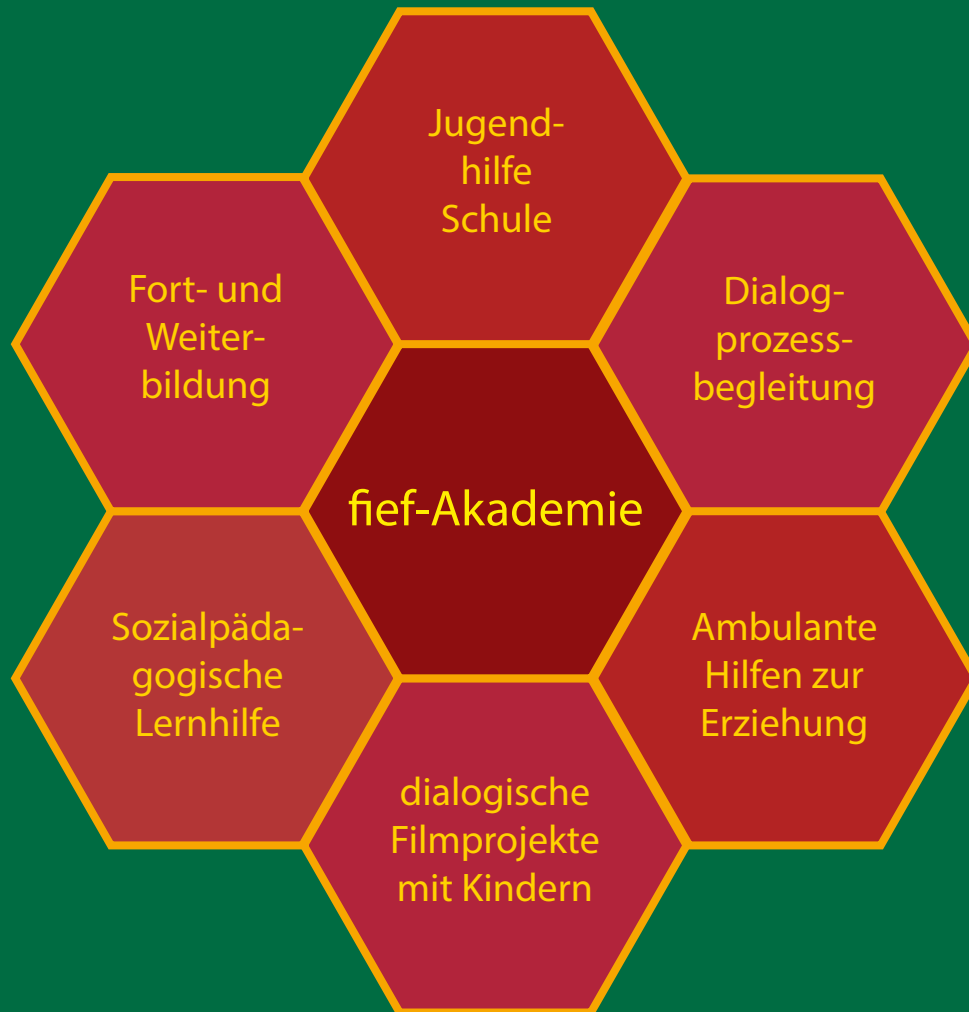 Jugend-
hilfe
Schule
Fort- und
Weiter-
bildung
Dialog-
prozess-
begleitung
fief-Akademie
Sozialpäda-
gogische
Lernhilfe
Ambulante
Hilfen zur
Erziehung
dialogische
Filmprojekte
mit Kindern